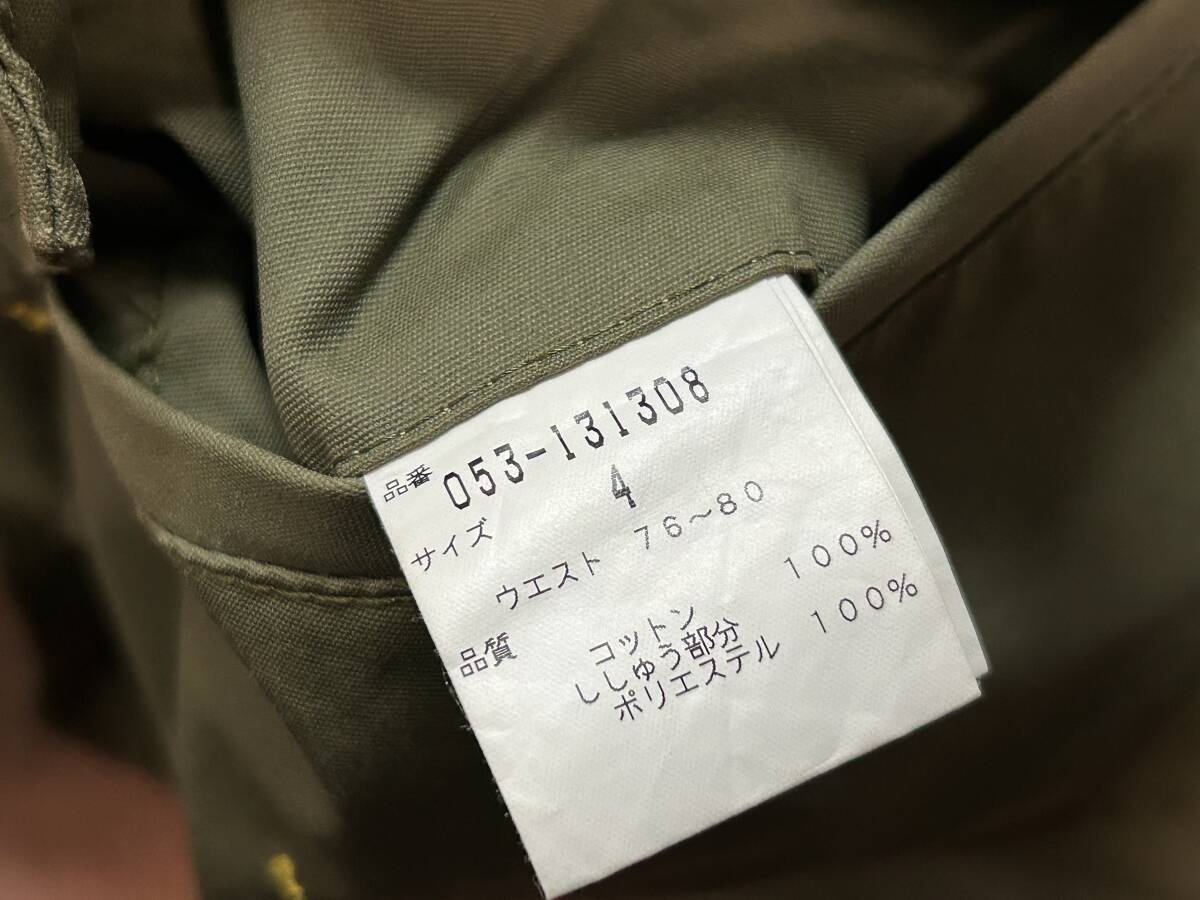 品番 053-131308
サイズ 4
ウエスト 76～80
品質 コットン 100%
ししゅう部分
ポリエステル 100%